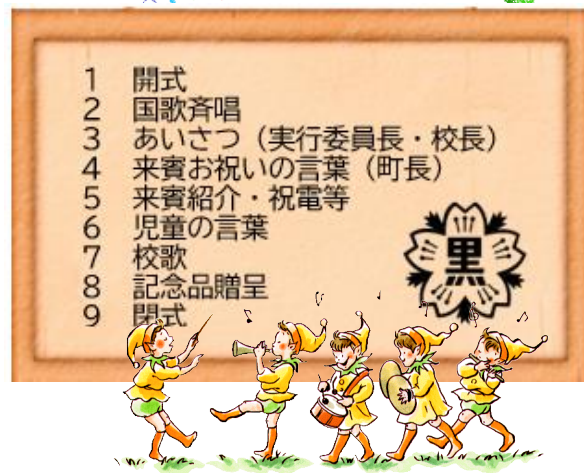 1 開式
2 国歌斉唱
3 あいさつ（実行委員長・校長）
4 来賓お祝いの言葉（町長）
5 来賓紹介・祝電等
6 児童の言葉
7 校歌
8 記念品贈呈
9 閉式
黒